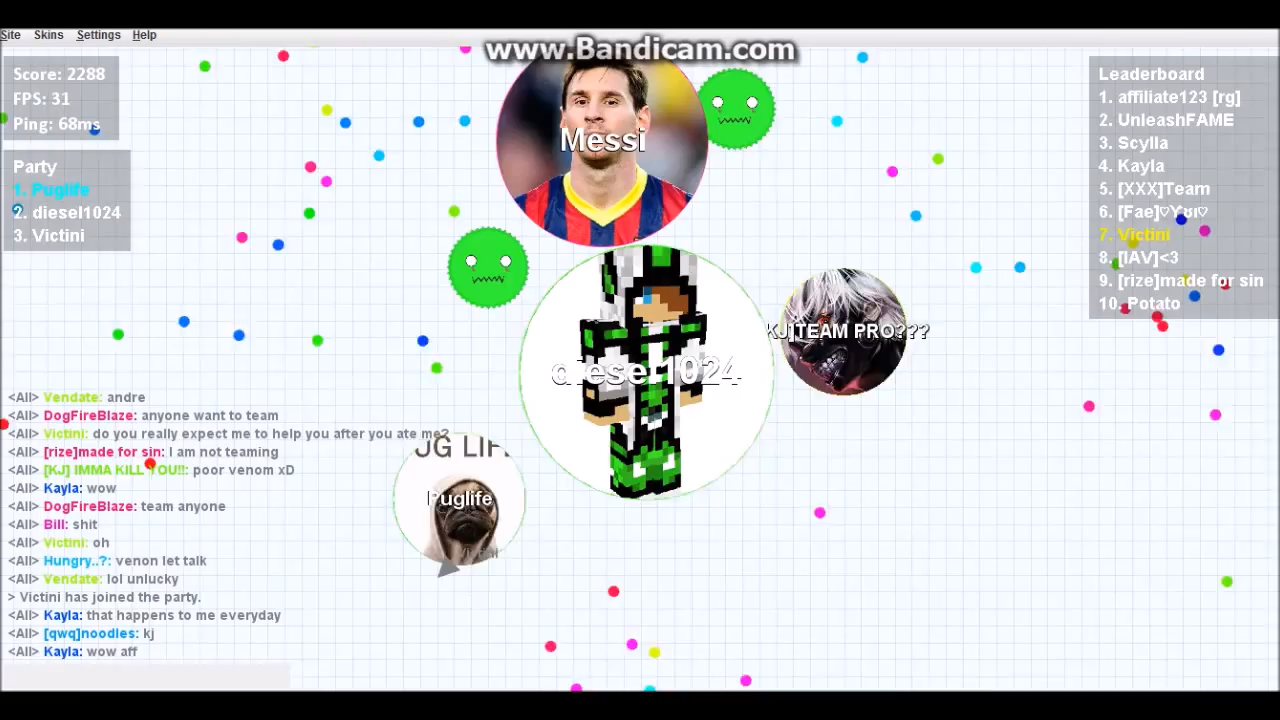 www.Bandicam.com
Site Skins Settings Help
Score: 2288
FPS: 31
Ping: 68ms
Party
1. Puglife
2. diesel1024
3. Victini
Leaderboard
1. affiliate123 [rg]
2. UnleashFAME
3. Scylla
4. Kayla
5. [XXX]Team
6. [Fae]♡
7. Victini
8. [IAV]<3
9. [rize]made for sin
10. Potato
Messi
KJ]TEAM PRO???
diesel1024
UG LIF
Puglife
Victini
<All> Vendate: andre
<All> DogFireBlaze: anyone want to team
<All> Victini: do you really expect me to help you after you ate me?
<All> [rize]made for sin: I am not teaming
<All> [KJ] IMMA KILL YOU!!: poor venom xD
<All> Kayla: wow
<All> DogFireBlaze: team anyone
<All> Bill: shit
<All> Victini: oh
<All> Hungry..?: venon let talk
<All> Vendate: lol unlucky
> Victini has joined the party.
<All> Kayla: that happens to me everyday
<All> [qwq]noodles: kj
<All> Kayla: wow aff